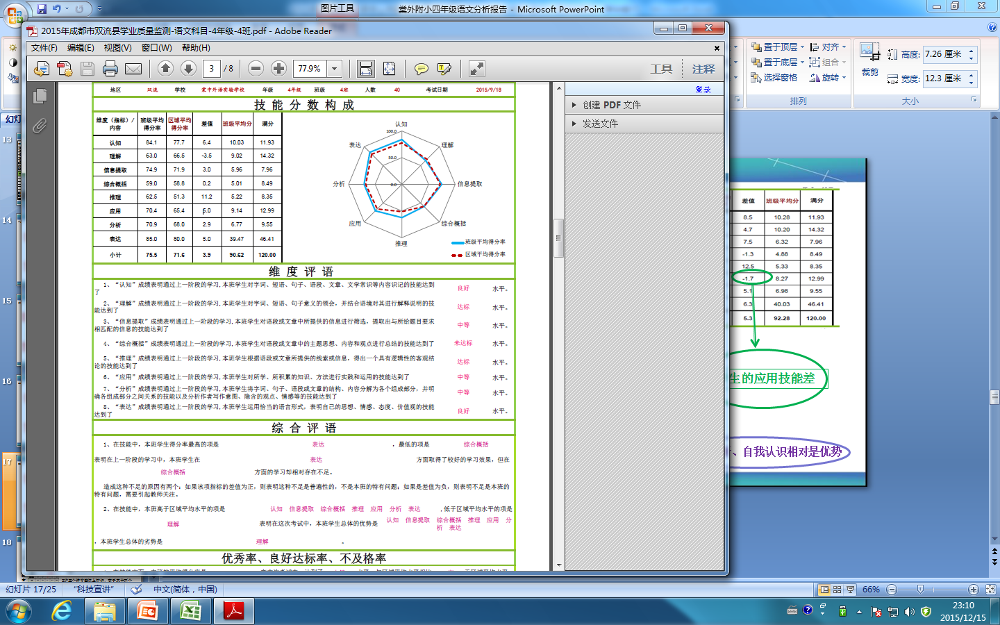 图片工具
棠外附小四年级语文分析报告 - Microsoft PowerPoint
2015年成都市双流县学业质量监测-语文科目-4年级-4班.pdf - Adobe Reader
文件(F) 编辑(E) 视图(V) 窗口(W) 帮助(H)
3 / 8 77.9% 工具 注释
置于顶层 对齐
置于底层 组合
选择窗格 旋转
排列
裁剪
高度: 7.26 厘米
宽度: 12.3 厘米
大小
登录
创建 PDF 文件
发送文件
地区 双流 学校 棠中外语实验学校 年级 4年级 班级 4班 人数 40 考试日期 2015/9/18
技 能 分 数 构 成
维度（指标）/内容 班级平均得分率 区域平均得分率 差值 班级平均分 满分
认知 84.1 77.7 6.4 10.03 11.93
理解 63.0 66.5 -3.5 9.02 14.32
信息提取 74.9 71.9 3.0 5.96 7.96
综合概括 59.0 58.8 0.2 5.01 8.49
推理 62.5 51.3 11.2 5.22 8.35
应用 70.4 65.4 5.0 9.14 12.99
分析 70.9 68.0 2.9 6.77 9.55
表达 85.0 80.0 5.0 39.47 46.41
小计 75.5 71.6 3.9 90.62 120.00
认知
100.0
表达 理解
50.0
分析 0.0 信息提取
应用 综合概括
推理
班级平均得分率
区域平均得分率
维 度 评 语
1、“认知”成绩表明通过上一阶段的学习,本班学生对字词、短语、句子、语段、文章、文学常识等内容识记的技能达到
了 良好 水平。
2、“理解”成绩表明通过上一阶段的学习,本班学生对字词、短语、句子意义的领会，并结合语境对其进行解释说明的技
能达到了 达标 水平。
3、“信息提取”成绩表明通过上一阶段的学习,本班学生对语段或文章中所提供的信息进行筛选，提取出与所给题目要求
相匹配的信息的技能达到了 中等 水平。
4、“综合概括”成绩表明通过上一阶段的学习,本班学生对语段或文章中的主题思想、内容和观点进行总结的技能达到了 未达标 水平。
5、“推理”成绩表明通过上一阶段的学习,本班学生根据语段或文章所提供的线索或信息，得出一个具有逻辑性的客观结
论的技能达到了 达标 水平。
6、“应用”成绩表明通过上一阶段的学习,本班学生对所学、所积累的知识、方法进行实践和运用的技能达到了 中等 水平。
7、“分析”成绩表明通过上一阶段的学习,本班学生将字词、句子、语段或文章的结构、内容分解为各个组成部分，并明
确各组成部分之间关系的技能以及分析作者写作意图、隐含的观点、情感等的技能达到了 中等 水平。
8、“表达”成绩表明通过上一阶段的学习,本班学生运用恰当的语言形式，表明自己的思想、情感、态度、价值观的技能
达到了 良好 水平。
综 合 评 语
1、在技能中，本班学生得分率最高的项是 表达 ，最低的项是 综合概括
表明在上一阶段的学习中，本班学生在 表达 方面取得了较好的学习效果，但在
综合概括 方面的学习却相对存在不足。
造成这种不足的原因有两个：如果该项指标的差值为正，则表明这种不足是普遍性的，不是本班的特有问题；如果是差值为负，则表明不足是本班的
特有问题，需要引起教师关注。
2、在技能中，本班高于区域平均水平的项是 认知 信息提取 综合概括 推理 应用 分析 表达 ,低于区域平均水平的项是
理解 表明在这次考试中，本班学生总体的优势是 认知 信息提取 综合概括 推理 应用 分
析 表达
，本班学生总体的劣势是 理解 。
优秀率、良好达标率、不及格率
差值 班级平均分 满分
8.5 10.28 11.93
4.7 10.20 14.32
7.5 6.32 7.96
-1.3 4.88 8.49
12.5 5.33 8.35
-1.7 8.27 12.99
5.1 6.98 9.55
6.3 40.03 46.41
5.3 92.28 120.00
生的应用技能差
、自我认识相对是优势
幻灯
13
14
15
16
17
18
幻灯片 17/25 “科技宣讲” 中文(简体，中国) 66%
23:10
2015/12/15